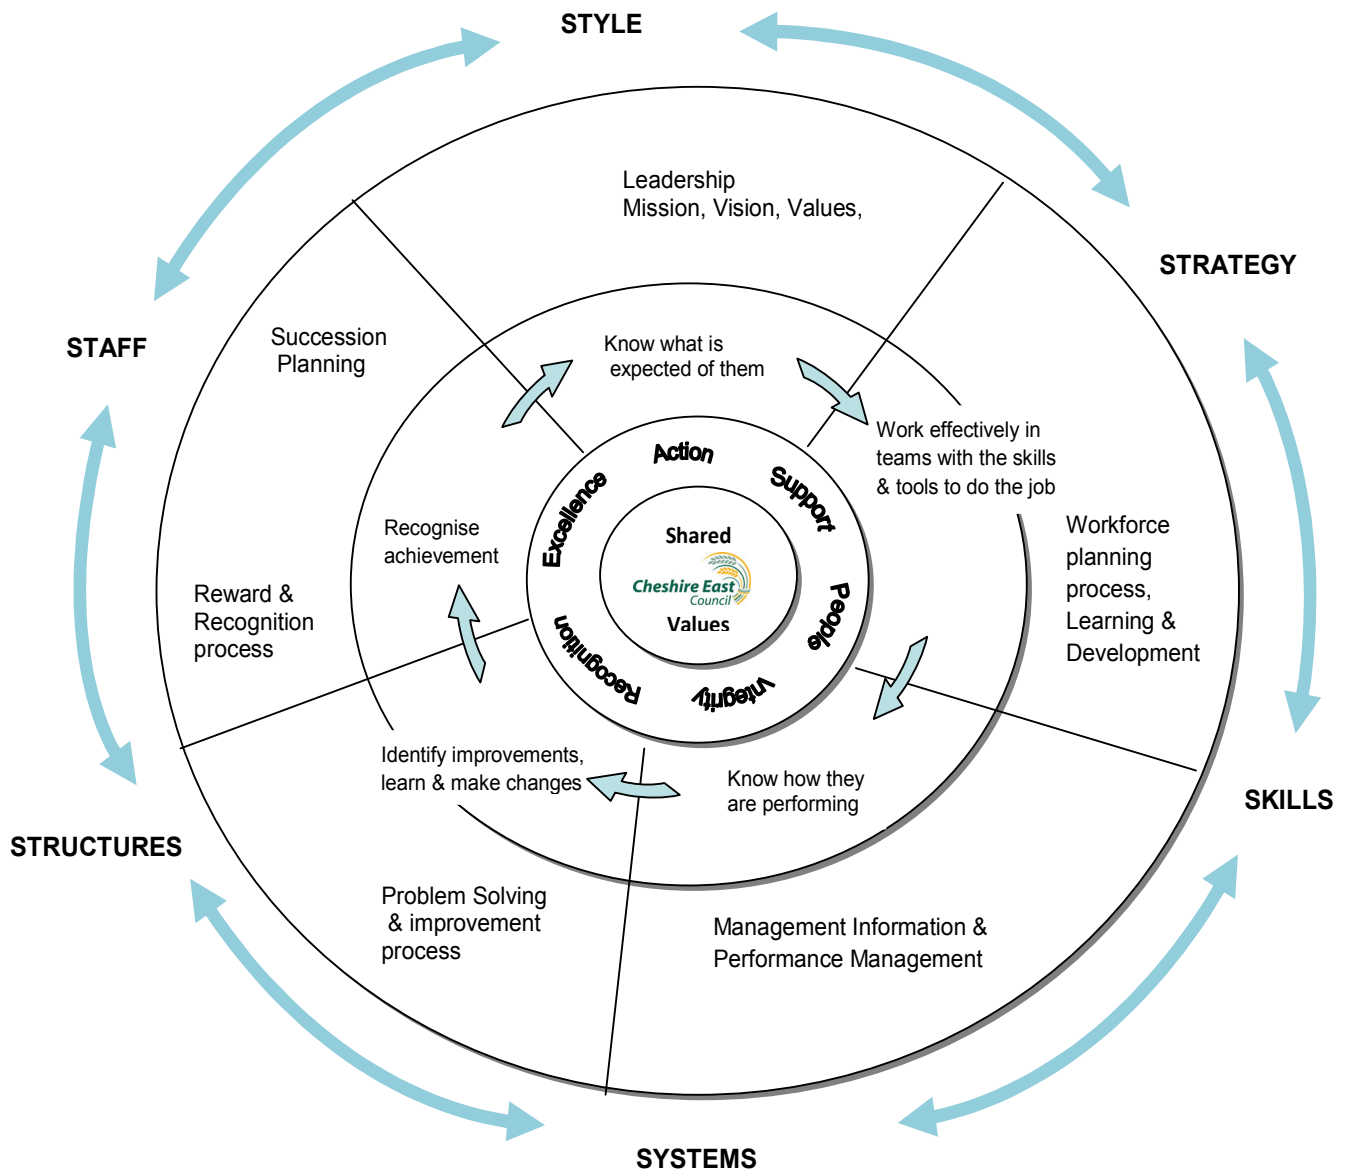 STYLE
Leadership
Mission, Vision, Values,
STRATEGY
STAFF
Succession
Planning
Know what is
expected of them
Work effectively in
teams with the skills
& tools to do the job
Action
Support
Excellence
Recognise
achievement
Shared
Cheshire East
Council
Values
People
Integrity
Recognition
Workforce
planning
process,
Learning &
Development
Reward &
Recognition
process
Identify improvements,
learn & make changes
Know how they
are performing
SKILLS
STRUCTURES
Problem Solving
& improvement
process
Management Information &
Performance Management
SYSTEMS